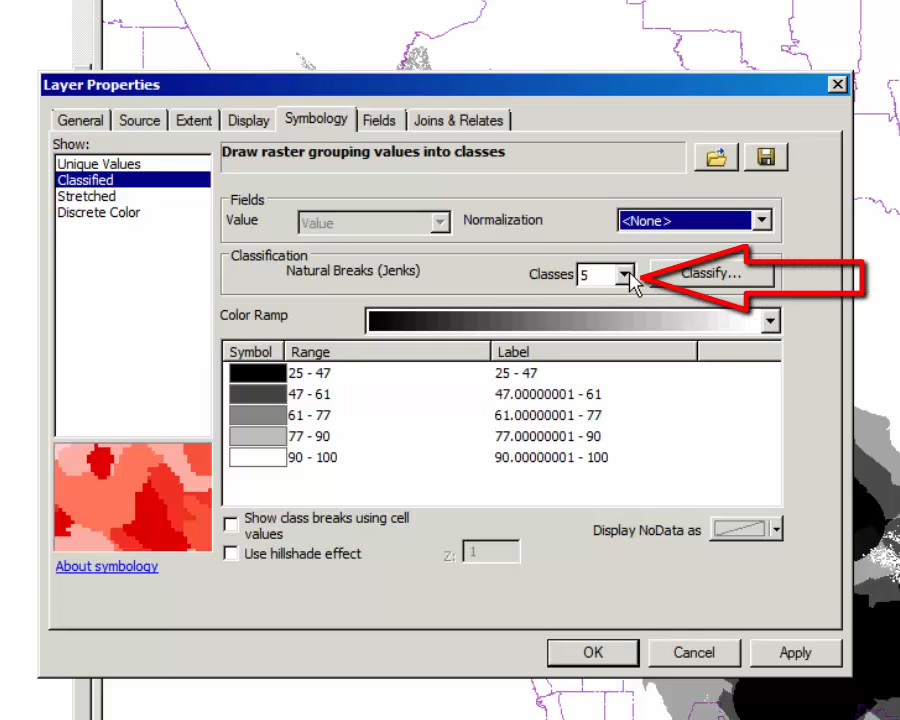 Layer Properties
General Source Extent Display Symbology Fields Joins & Relates
Show:
Unique Values
Classified
Stretched
Discrete Color
About symbology
Draw raster grouping values into classes
Fields
Value Value Normalization <None>
Classification
Natural Breaks (Jenks) Classes 5 Classify...
Color Ramp
Symbol Range Label
25 - 47 25 - 47
47 - 61 47.00000001 - 61
61 - 77 61.00000001 - 77
77 - 90 77.00000001 - 90
90 - 100 90.00000001 - 100
Show class breaks using cell
values
Display NoData as
Use hillshade effect Z: 1
OK Cancel Apply